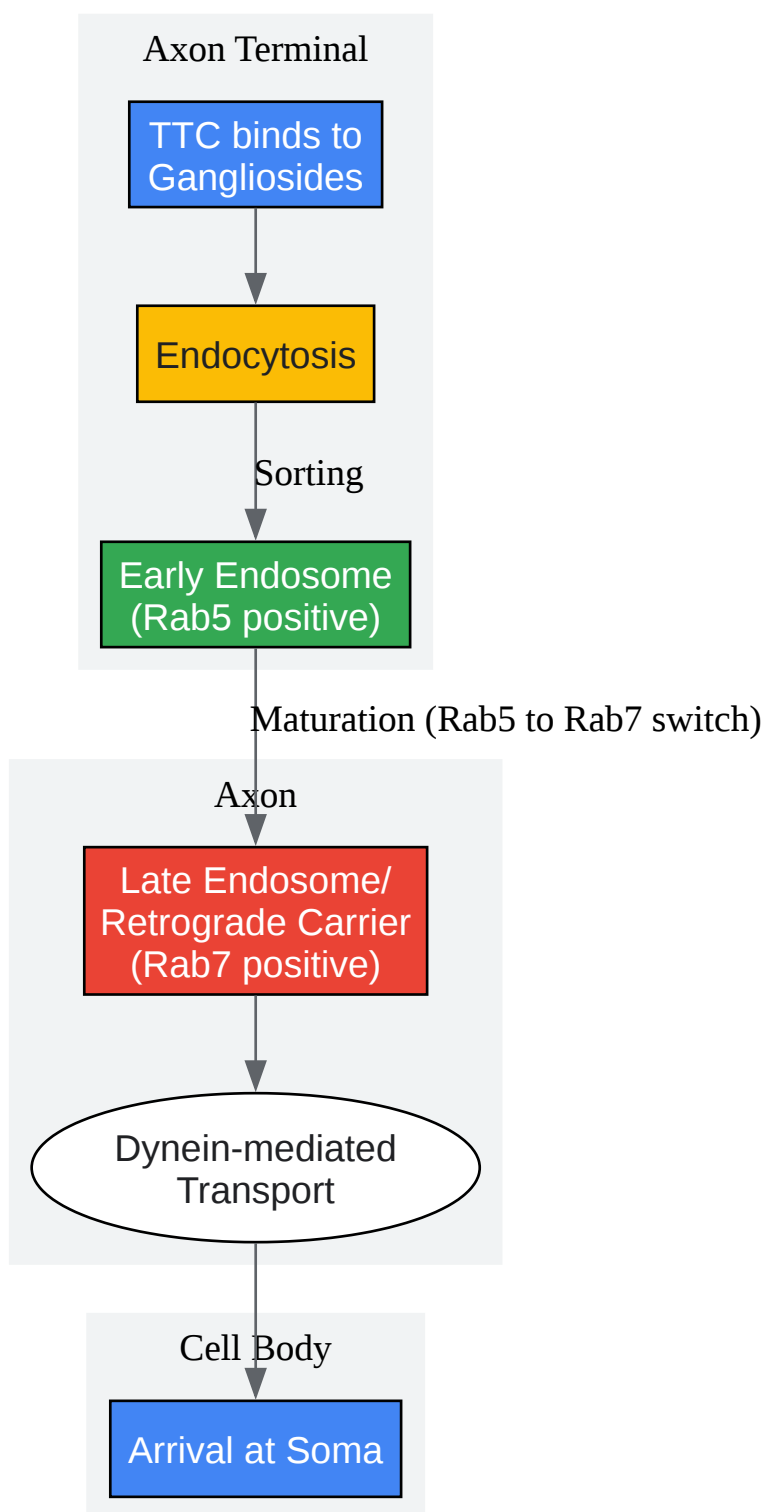 Axon Terminal
TTC binds to
Gangliosides
Endocytosis
Sorting
Early Endosome
(Rab5 positive)
Maturation (Rab5 to Rab7 switch)
Axon
Late Endosome/
Retrograde Carrier
(Rab7 positive)
Dynein-mediated
Transport
Cell Body
Arrival at Soma